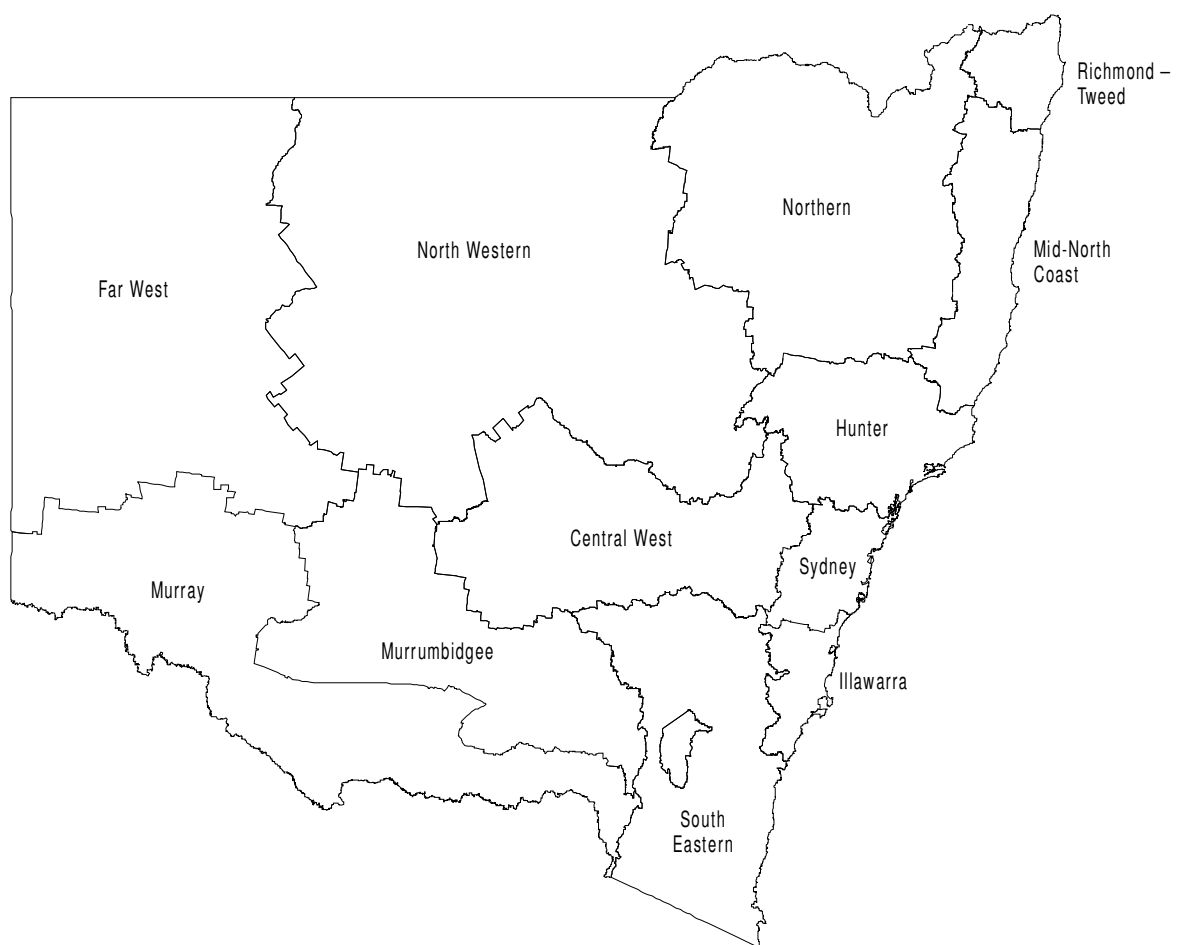 Richmond –
Tweed
Northern
North Western
Mid-North
Coast
Far West
Hunter
Central West
Sydney
Murray
Murrumbidgee
Illawarra
South
Eastern